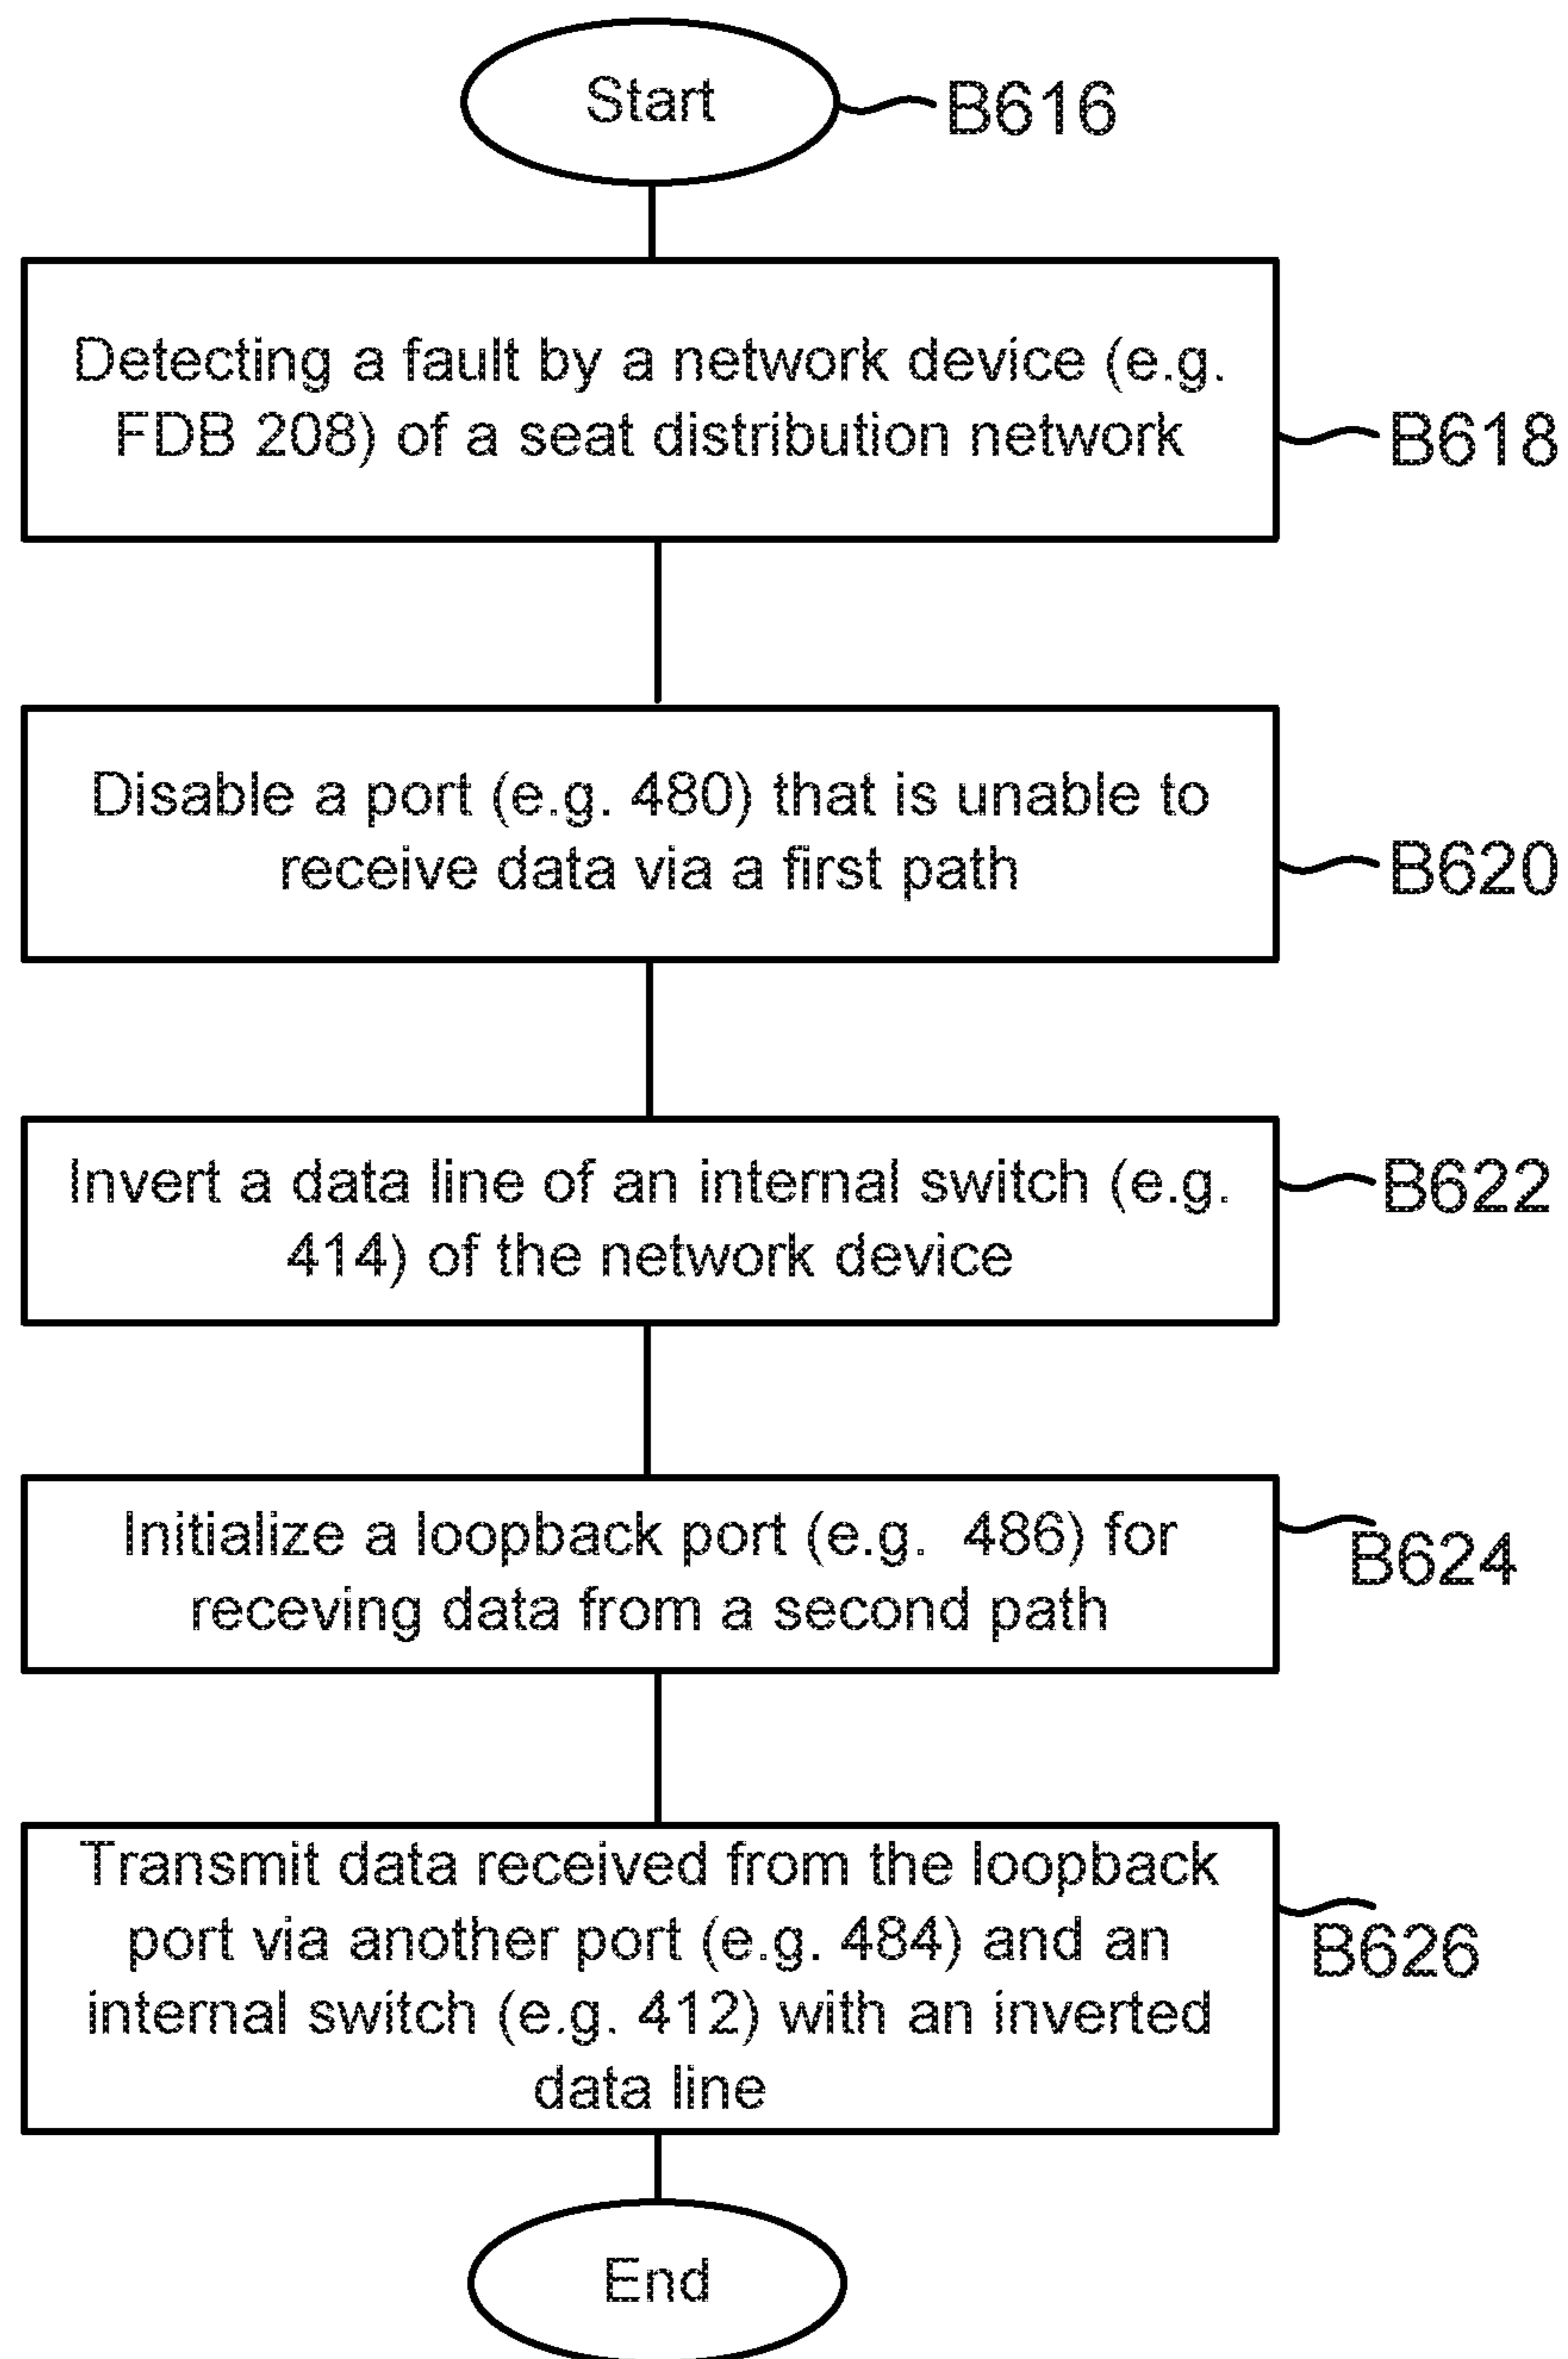 Start
B616
Detecting a fault by a network device (e.g.
FDB 208) of a seat distribution network
B618
Disable a port (e.g. 480) that is unable to
receive data via a first path
B620
Invert a data line of an internal switch (e.g.
414) of the network device
B622
Initialize a loopback port (e.g. 486) for
receving data from a second path
B624
Transmit data received from the loopback
port via another port (e.g. 484) and an
internal switch (e.g. 412) with an inverted
data line
B626
End